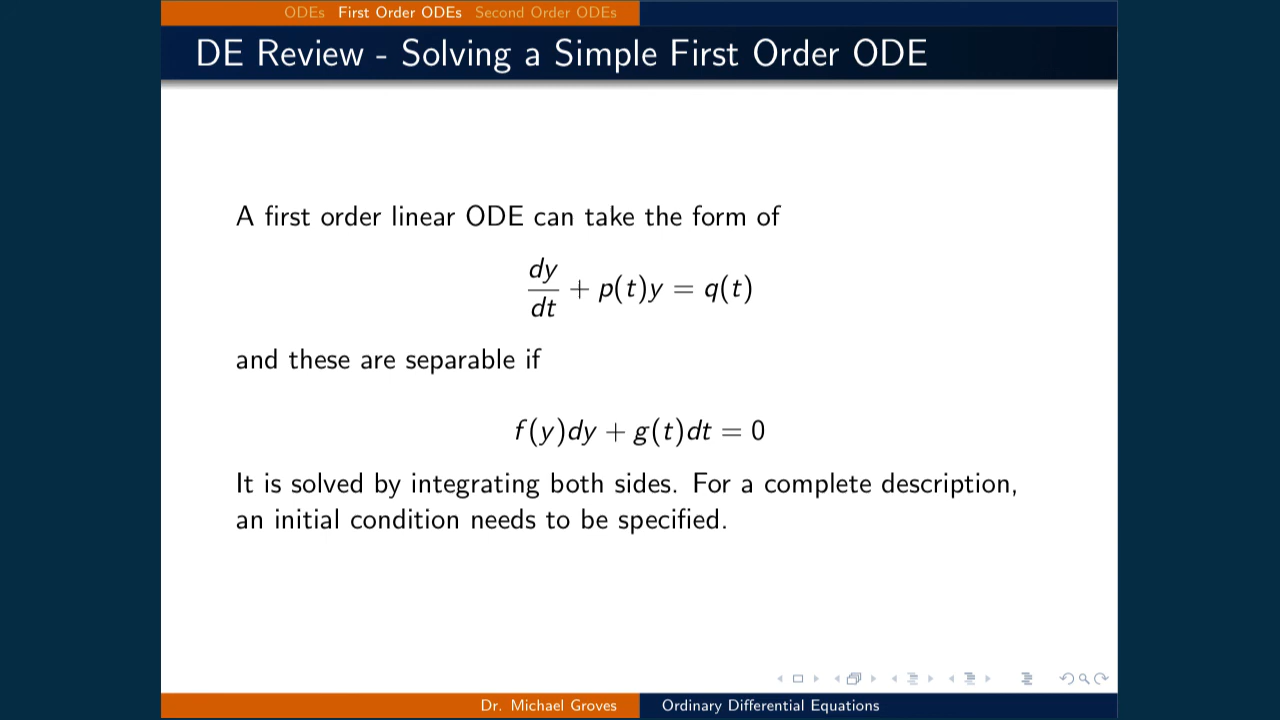 ODEs First Order ODEs Second Order ODEs
DE Review - Solving a Simple First Order ODE
A first order linear ODE can take the form of
dy/dt + p(t)y = q(t)
and these are separable if
f(y)dy + g(t)dt = 0
It is solved by integrating both sides. For a complete description,
an initial condition needs to be specified.
Dr. Michael Groves Ordinary Differential Equations